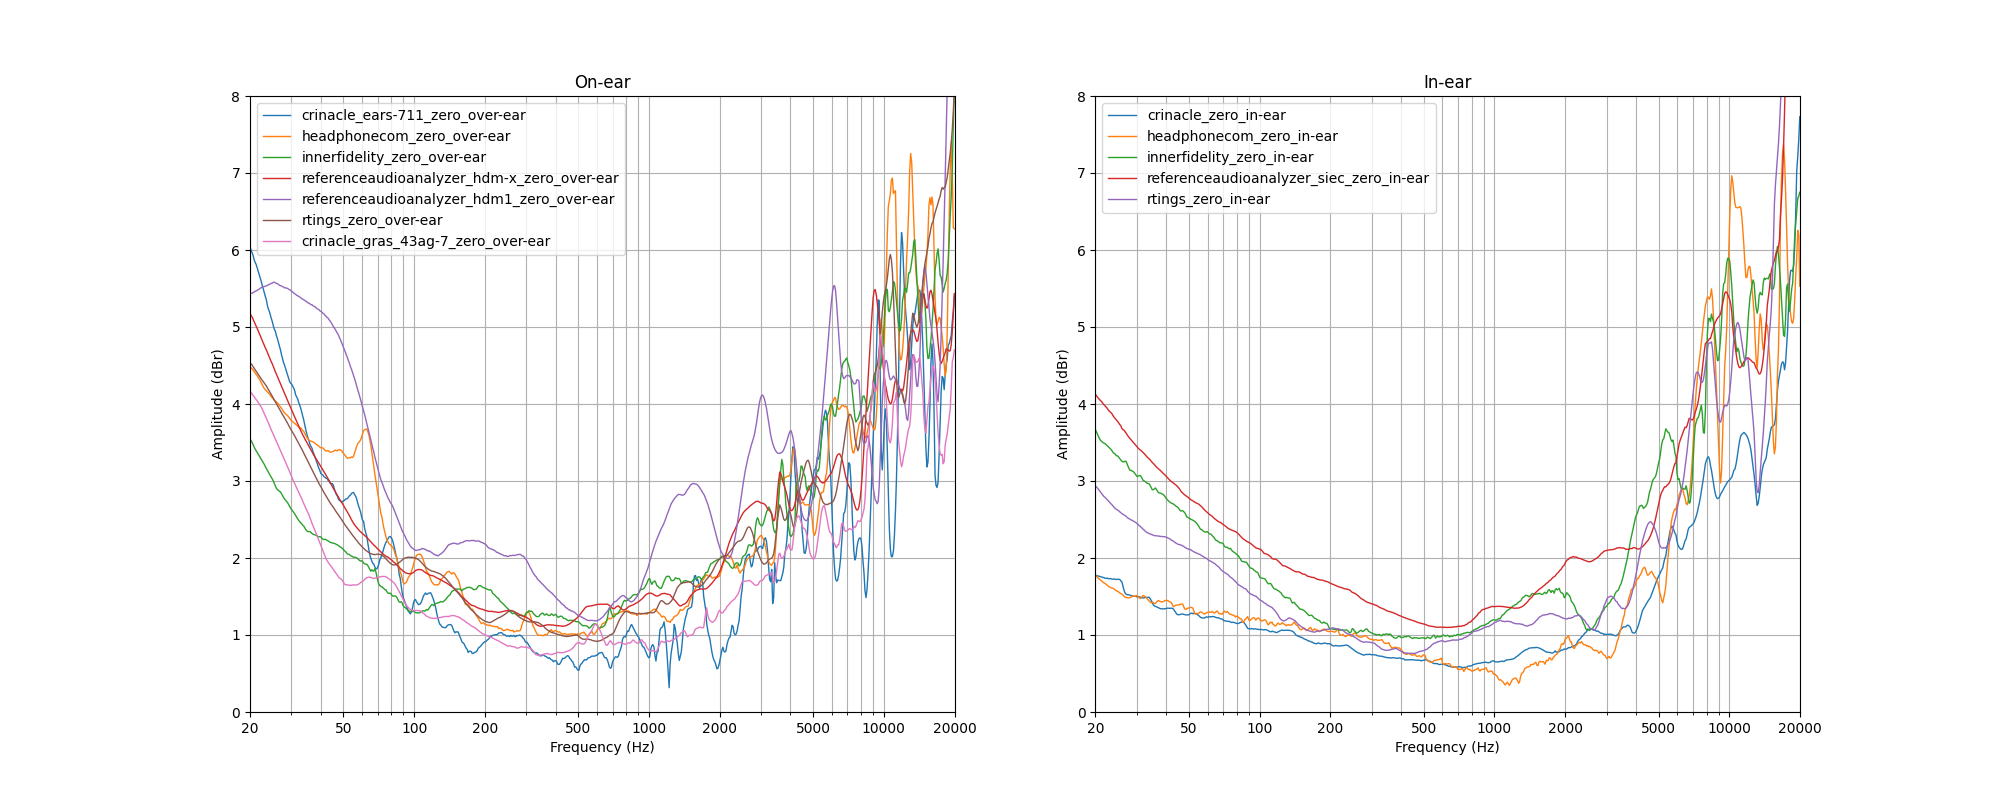 On-ear
8
7
6
5
4
3
2
1
0
Amplitude (dBr)
crinacle_ears-711_zero_over-ear
headphonecom_zero_over-ear
innerfidelity_zero_over-ear
referenceaudioanalyzer_hdm-x_zero_over-ear
referenceaudioanalyzer_hdm1_zero_over-ear
rtings_zero_over-ear
crinacle_gras_43ag-7_zero_over-ear
20 50 100 200 500 1000 2000 5000 10000 20000
Frequency (Hz)
In-ear
8
7
6
5
4
3
2
1
0
Amplitude (dBr)
crinacle_zero_in-ear
headphonecom_zero_in-ear
innerfidelity_zero_in-ear
referenceaudioanalyzer_siec_zero_in-ear
rtings_zero_in-ear
20 50 100 200 500 1000 2000 5000 10000 20000
Frequency (Hz)